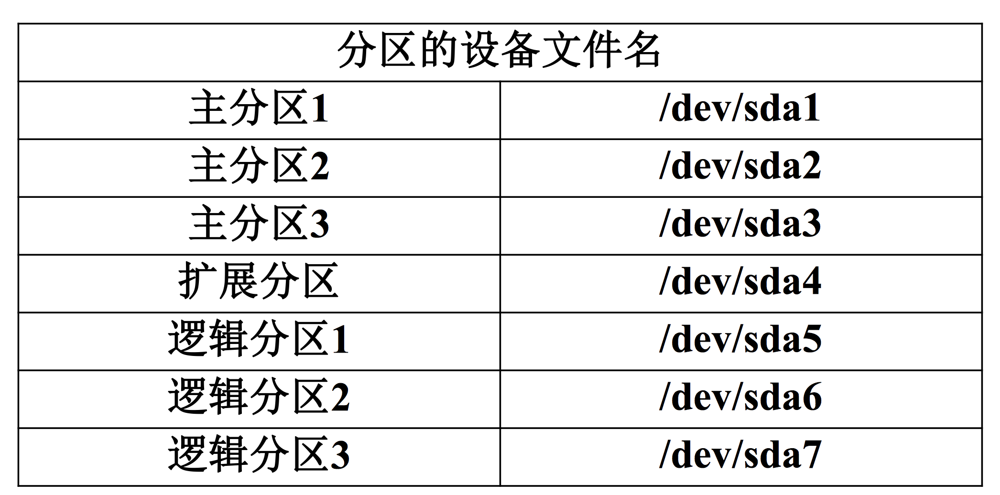 分区的设备文件名
主分区1 /dev/sda1
主分区2 /dev/sda2
主分区3 /dev/sda3
扩展分区 /dev/sda4
逻辑分区1 /dev/sda5
逻辑分区2 /dev/sda6
逻辑分区3 /dev/sda7